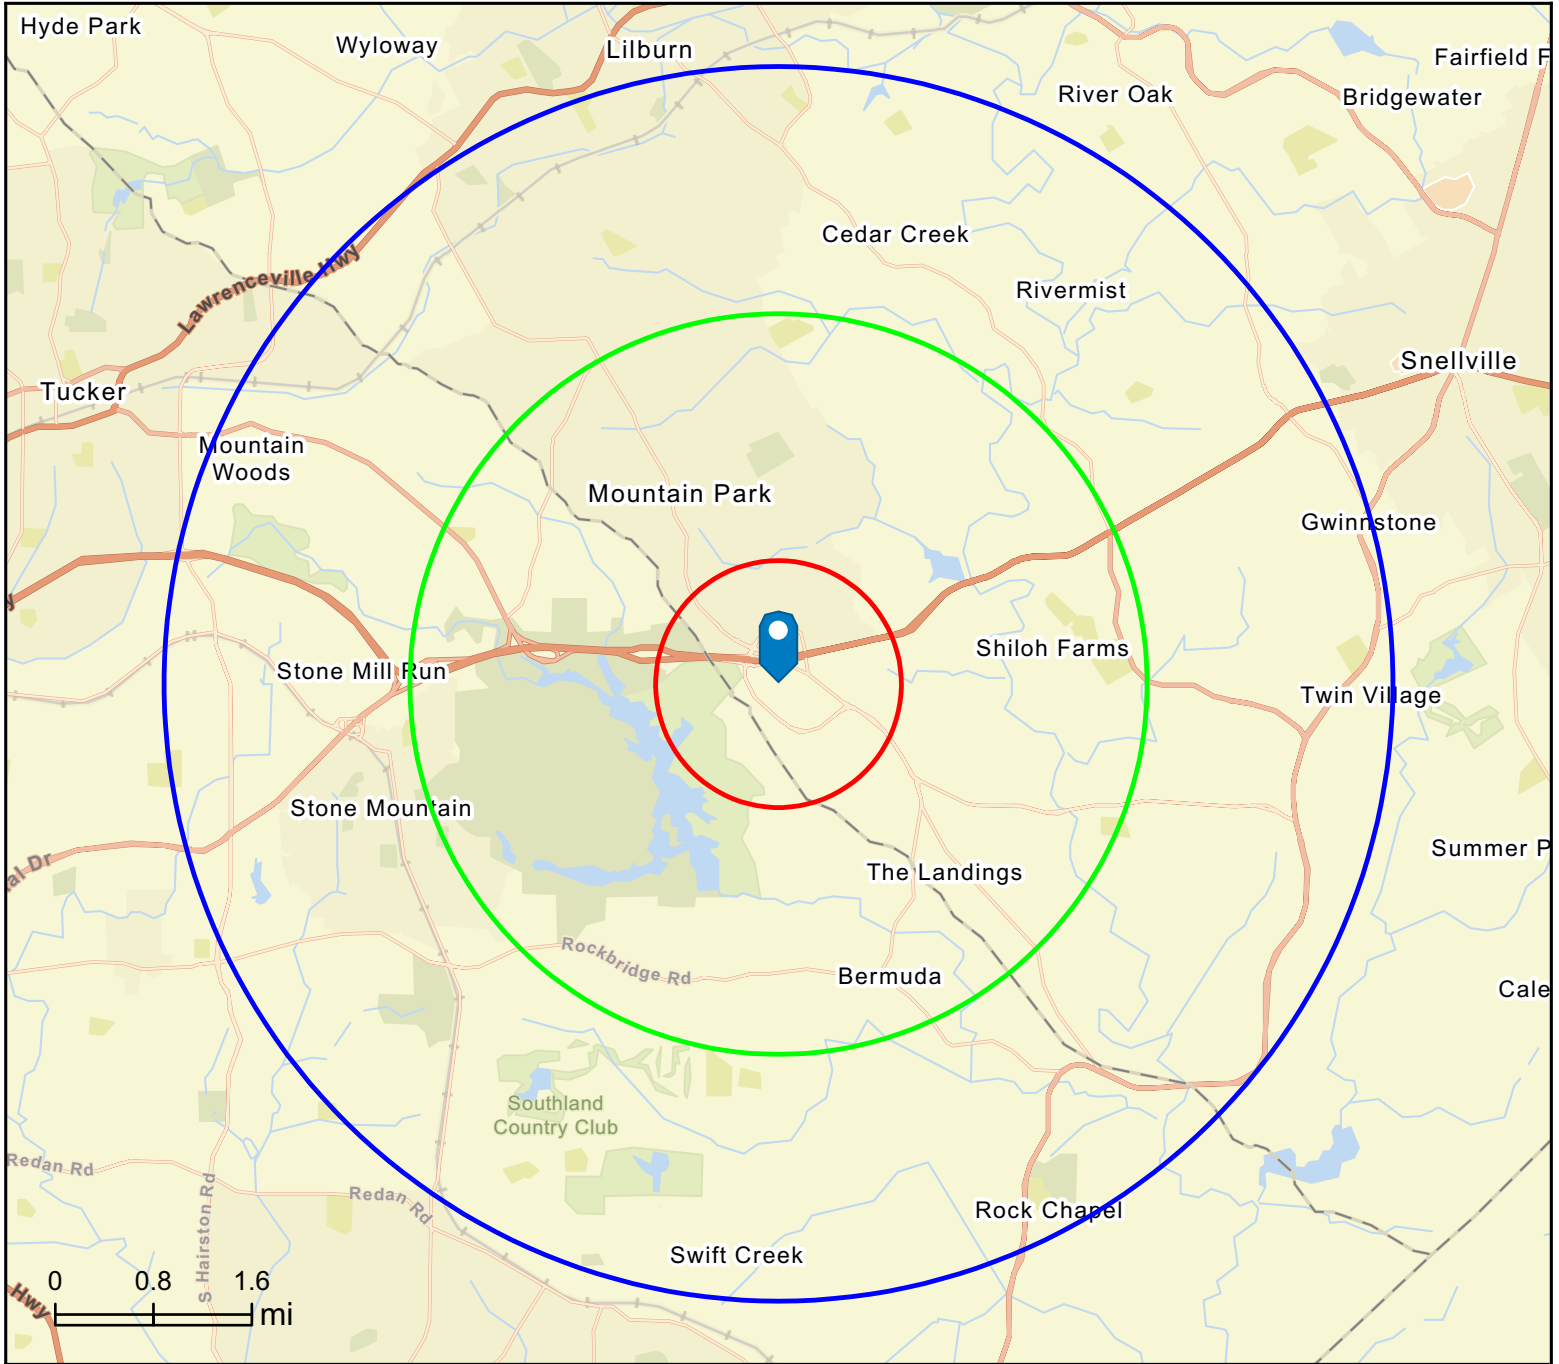 Hyde Park
Wyloway
Lilburn
Fairfield F
River Oak
Bridgewater
Cedar Creek
Lawrenceville Hwy
Rivermist
Snellville
Tucker
Mountain
Woods
Mountain Park
Gwinnstone
y
Shiloh Farms
Stone Mill Run
Twin Village
Stone Mountain
Summer P
al Dr
The Landings
Rockbridge Rd
Bermuda
Cale
Southland
Country Club
Redan Rd
Redan Rd
S Hairston Rd
Rock Chapel
Swift Creek
0 0.8 1.6
mi
Hwy